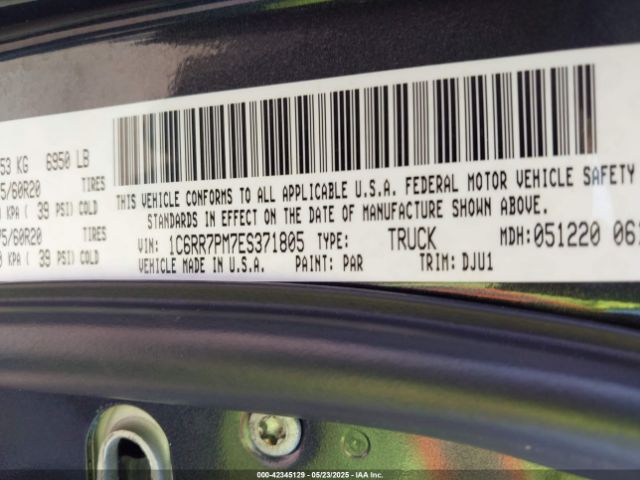 53 KG 6950 LB
5/60R20 TIRES
KPA ( 39 PSI) COLD
75/60R20 TIRES
KPA ( 39 PSI) COLD
THIS VEHICLE CONFORMS TO ALL APPLICABLE U.S.A. FEDERAL MOTOR VEHICLE SAFETY
STANDARDS IN EFFECT ON THE DATE OF MANUFACTURE SHOWN ABOVE.
VIN: 1C6RR7PM7ES371805 TYPE: TRUCK MDH: 051220 061
VEHICLE MADE IN U.S.A. PAINT: PAR TRIM: DJU1
000-42345129 | 05/23/2025 - IAA Inc.